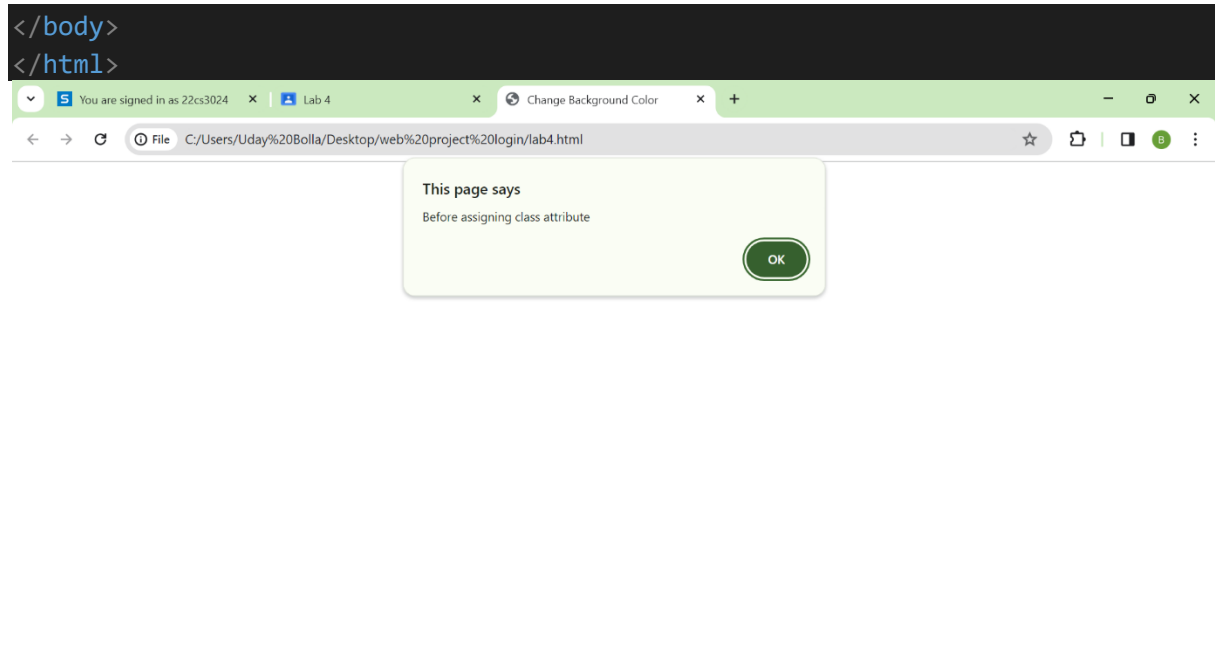 </body>
</html>
S You are signed in as 22cs3024 Lab 4 Change Background Color
File C:/Users/Uday%20Bolla/Desktop/web%20project%20login/lab4.html B
This page says
Before assigning class attribute
OK